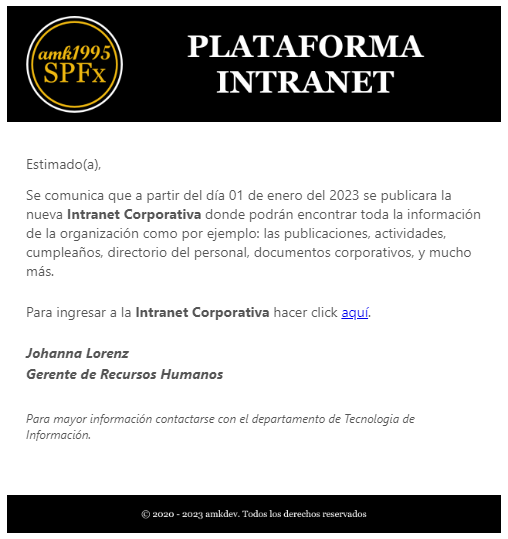 amk1995
SPFx
PLATAFORMA
INTRANET
Estimado(a),
Se comunica que a partir del día 01 de enero del 2023 se publicara la
nueva Intranet Corporativa donde podrán encontrar toda la información
de la organización como por ejemplo: las publicaciones, actividades,
cumpleaños, directorio del personal, documentos corporativos, y mucho
más.
Para ingresar a la Intranet Corporativa hacer click aquí.
Johanna Lorenz
Gerente de Recursos Humanos
Para mayor información contactarse con el departamento de Tecnologia de
Información.
© 2020 - 2023 amkdev. Todos los derechos reservados